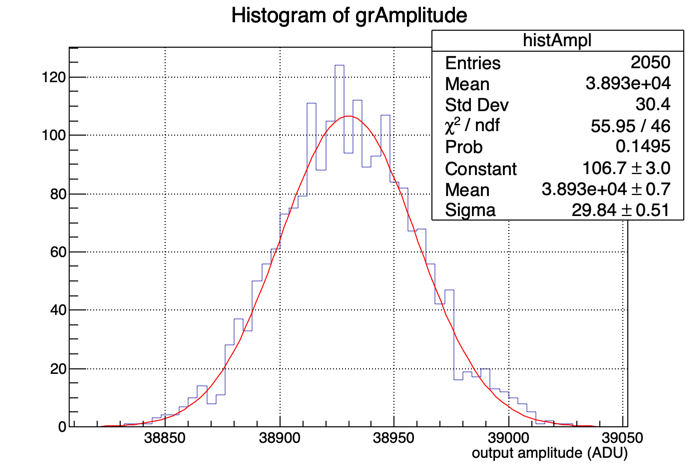 Histogram of grAmplitude
histAmpl
Entries 2050
Mean 3.893e+04
Std Dev 30.4
χ² / ndf 55.95 / 46
Prob 0.1495
Constant 106.7 ± 3.0
Mean 3.893e+04 ± 0.7
Sigma 29.84 ± 0.51
120
100
80
60
40
20
0
38850 38900 38950 39000 39050
output amplitude (ADU)